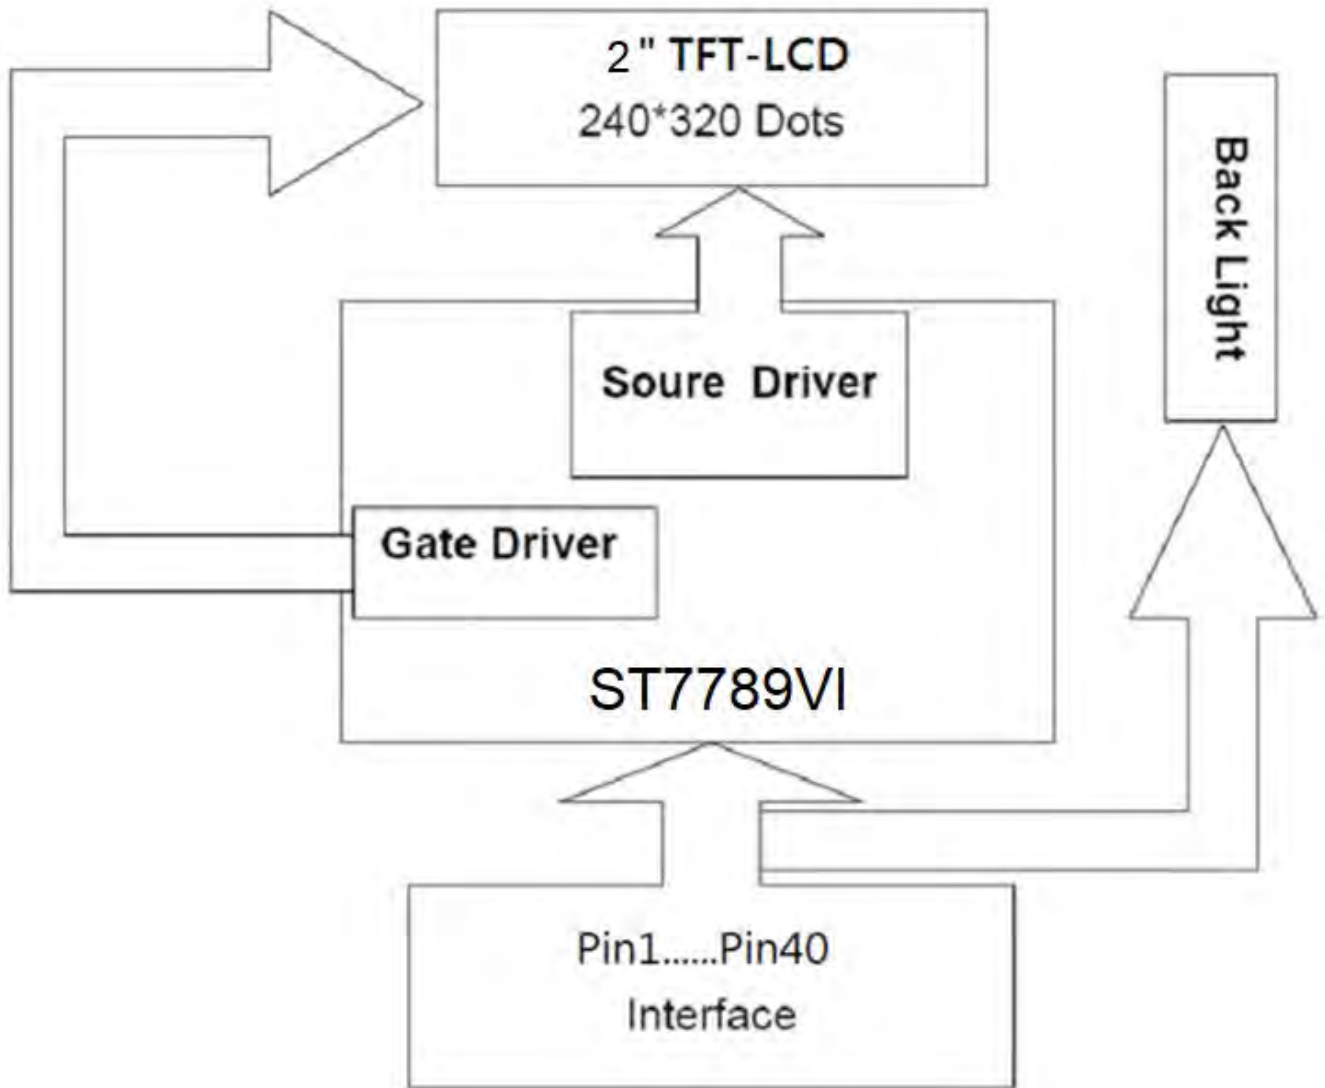 2" TFT-LCD
240*320 Dots
Back Light
Soure Driver
Gate Driver
ST7789VI
Pin1......Pin40
Interface